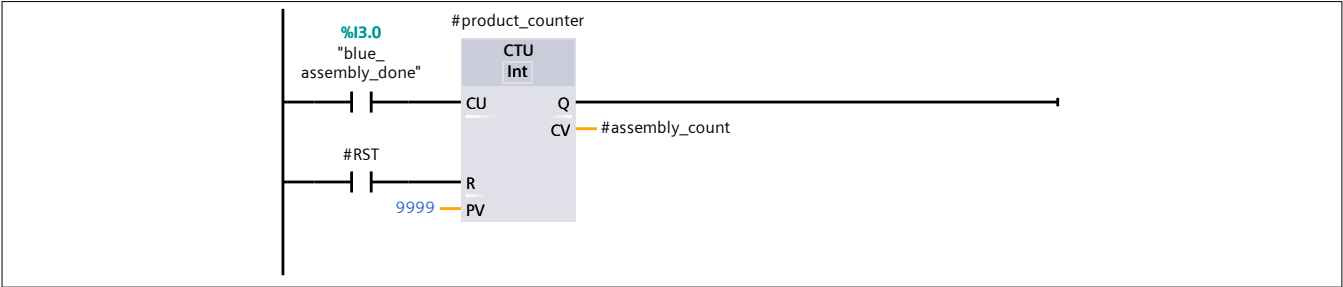 #product_counter
%I3.0
"blue_
assembly_done"
CTU
Int
CU
Q
CV
#assembly_count
#RST
R
9999
PV